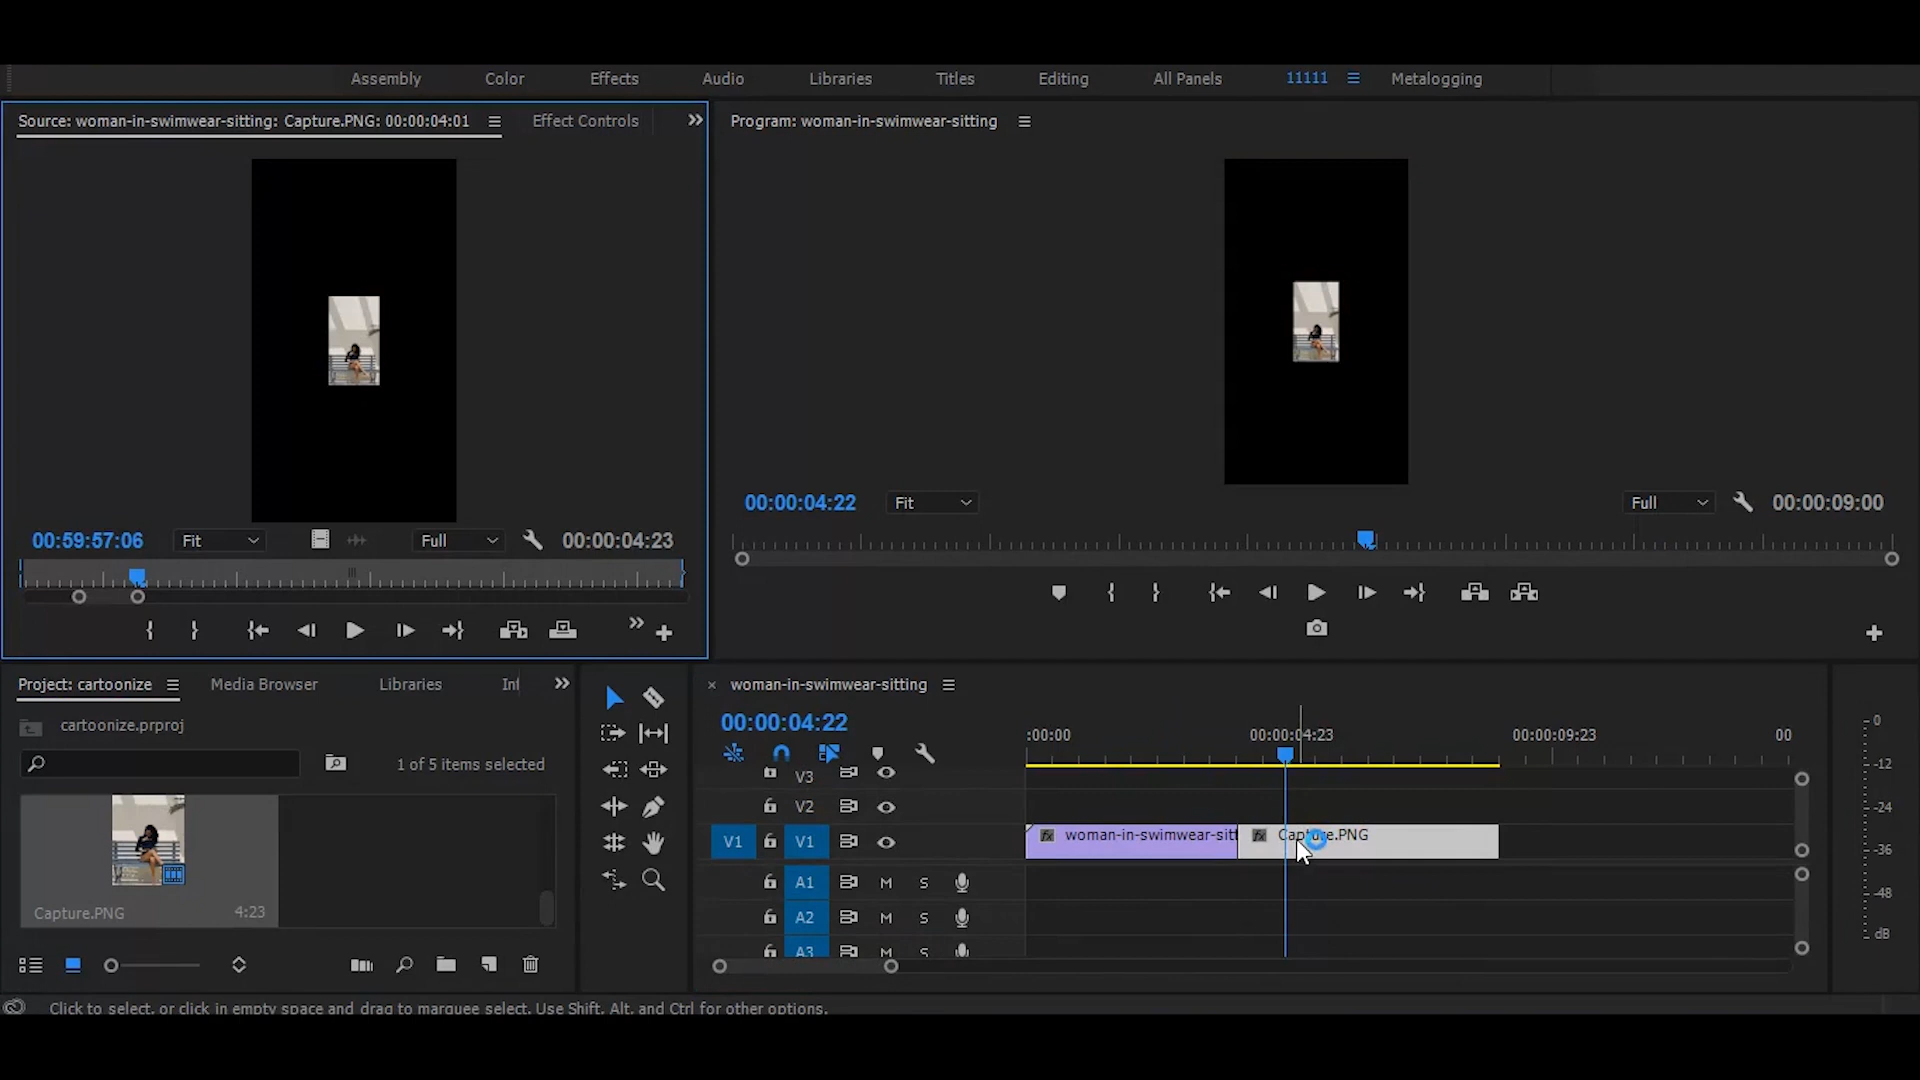 Assembly Color Effects Audio Libraries Titles Editing All Panels 11111 Metalogging
Source: woman-in-swimwear-sitting: Capture.PNG: 00:00:04:01 Effect Controls
Program: woman-in-swimwear-sitting
00:00:04:22 Fit Full 00:00:09:00
00:59:57:06 Fit Full 00:00:04:23
Project: cartoonize Media Browser Libraries Inf
cartoonize.prproj
1 of 5 items selected
Capture.PNG 4:23
woman-in-swimwear-sitting
00:00:04:22
:00:00 00:00:04:23 00:00:09:23 00
V3
V2
V1 V1
woman-in-swimwear-sitt Capture.PNG
A1 M S
A2 M S
A3 M S
0
-12
-24
-36
-48
dB
Click to select, or click in empty space and drag to marquee select. Use Shift, Alt, and Ctrl for other options.